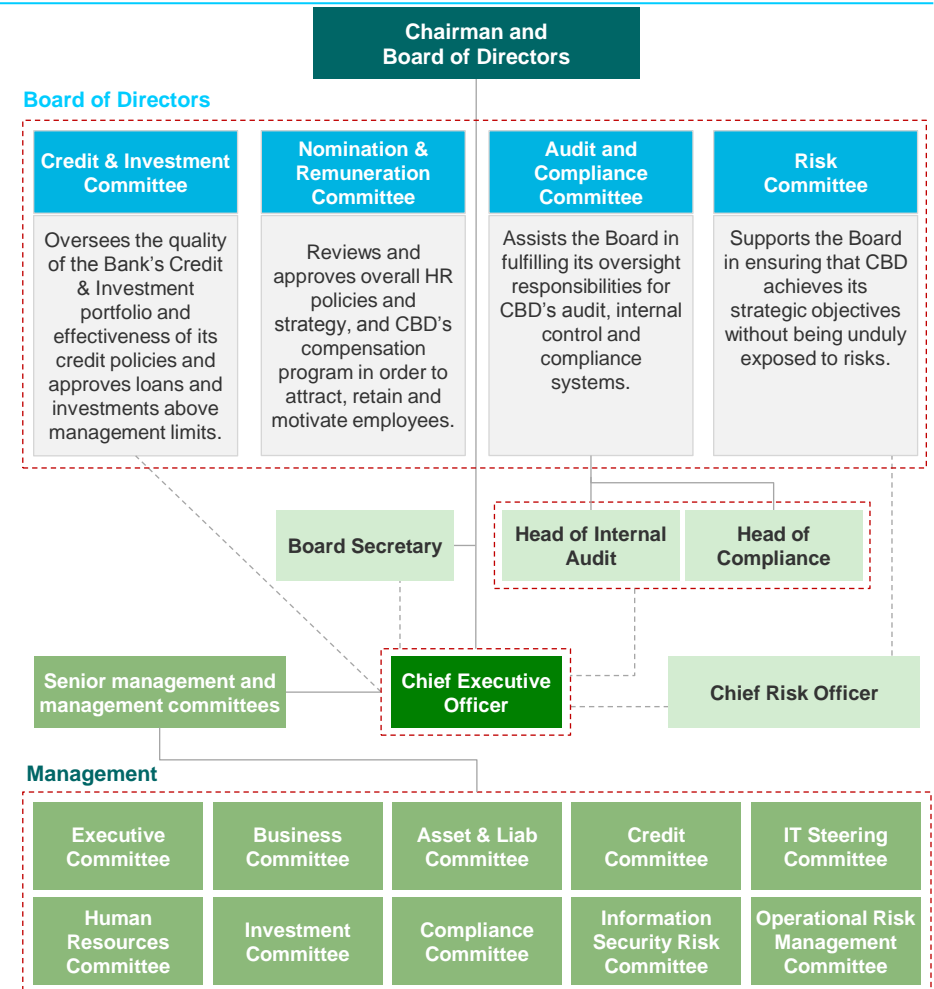 Chairman and
Board of Directors
Board of Directors
Credit & Investment
Committee
Oversees the quality
of the Bank's Credit
& Investment
portfolio and
effectiveness of its
credit policies and
approves loans and
investments above
management limits.
Nomination &
Remuneration
Committee
Reviews and
approves overall HR
policies and
strategy, and CBD's
compensation
program in order to
attract, retain and
motivate employees.
Audit and
Compliance
Committee
Assists the Board in
fulfilling its oversight
responsibilities for
CBD's audit, internal
control and
compliance
systems.
Risk
Committee
Supports the Board
in ensuring that CBD
achieves its
strategic objectives
without being unduly
exposed to risks.
Board Secretary
Head of Internal
Audit
Head of
Compliance
Senior management and
management committees
Chief Executive
Officer
Chief Risk Officer
Management
Executive
Committee
Business
Committee
Asset & Liab
Committee
Credit
Committee
IT Steering
Committee
Human
Resources
Committee
Investment
Committee
Compliance
Committee
Information
Security Risk
Committee
Operational Risk
Management
Committee